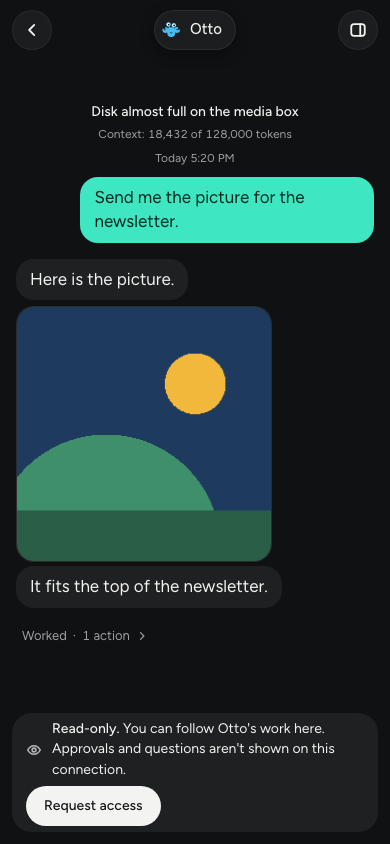 Otto
Disk almost full on the media box
Context: 18,432 of 128,000 tokens
Today 5:20 PM
Send me the picture for the
newsletter.
Here is the picture.
It fits the top of the newsletter.
Worked · 1 action
Read-only. You can follow Otto's work here.
Approvals and questions aren't shown on this
connection.
Request access